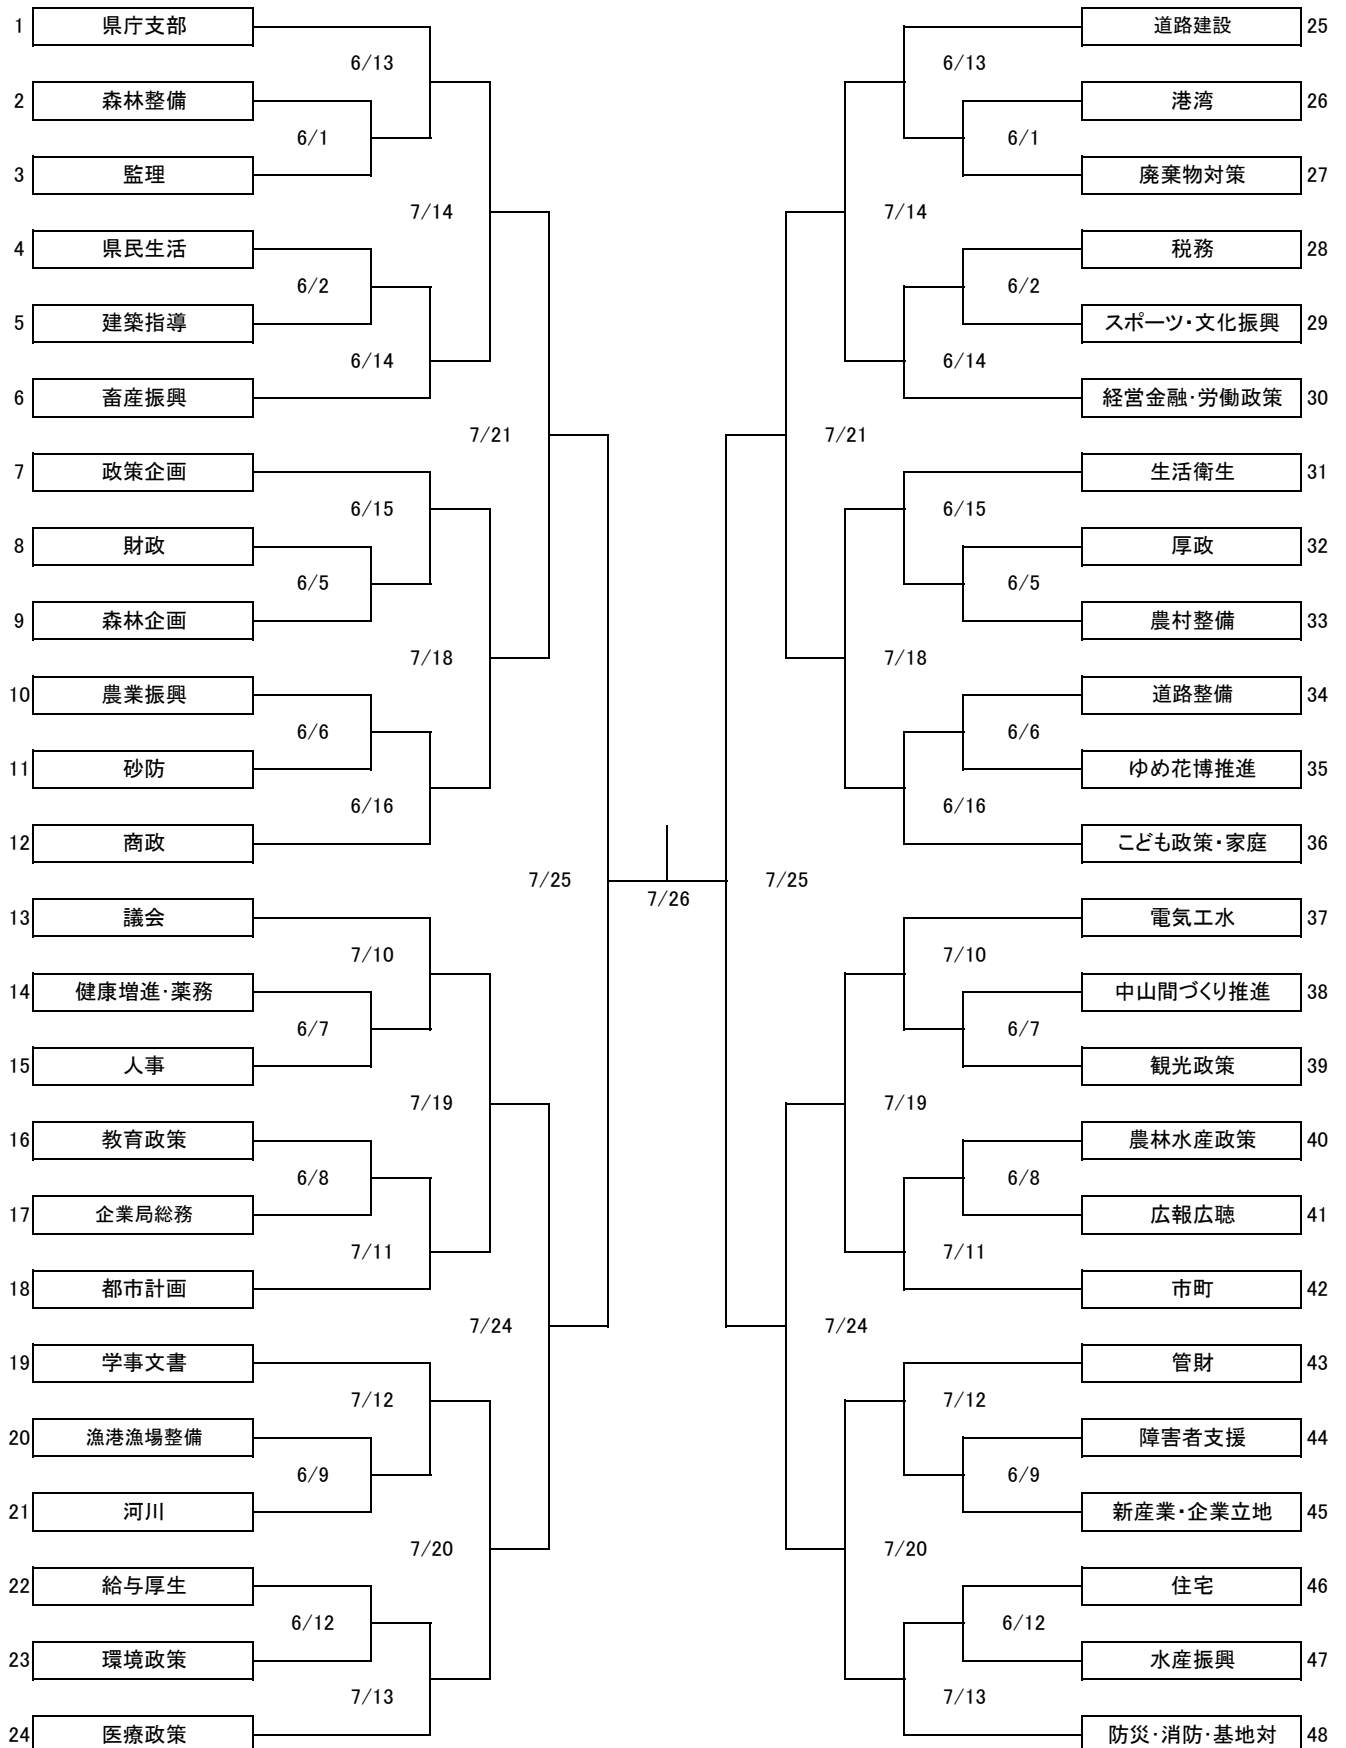 1 県庁支部
6/13
2 森林整備
6/1
3 監理
7/14
4 県民生活
6/2
5 建築指導
6/14
6 畜産振興
7/21
7 政策企画
6/15
8 財政
6/5
9 森林企画
7/18
10 農業振興
6/6
11 砂防
6/16
12 商政
7/25
13 議会
7/10
14 健康増進・薬務
6/7
15 人事
7/19
16 教育政策
6/8
17 企業局総務
7/11
18 都市計画
7/24
19 学事文書
7/12
20 漁港漁場整備
6/9
21 河川
7/20
22 給与厚生
6/12
23 環境政策
7/13
24 医療政策
7/26
道路建設 25
6/13
港湾 26
6/1
廃棄物対策 27
7/14
税務 28
6/2
スポーツ・文化振興 29
6/14
経営金融・労働政策 30
7/21
生活衛生 31
6/15
厚政 32
6/5
農村整備 33
7/18
道路整備 34
6/6
ゆめ花博推進 35
6/16
こども政策・家庭 36
7/25
電気工水 37
7/10
中山間づくり推進 38
6/7
観光政策 39
7/19
農林水産政策 40
6/8
広報広聴 41
7/11
市町 42
7/24
管財 43
7/12
障害者支援 44
6/9
新産業・企業立地 45
7/20
住宅 46
6/12
水産振興 47
7/13
防災・消防・基地対 48